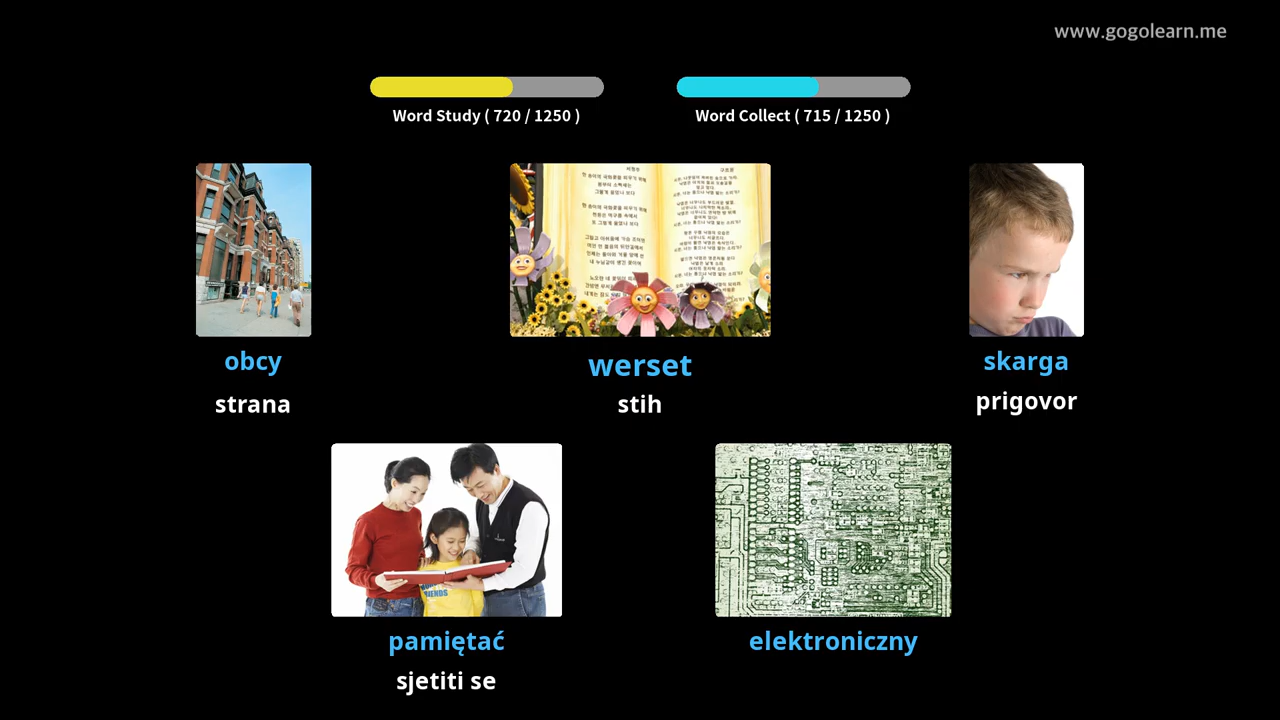 www.gogolearn.me
Word Study ( 720 / 1250 )
Word Collect ( 715 / 1250 )
obcy
strana
werset
stih
skarga
prigovor
pamiętać
sjetiti se
elektroniczny